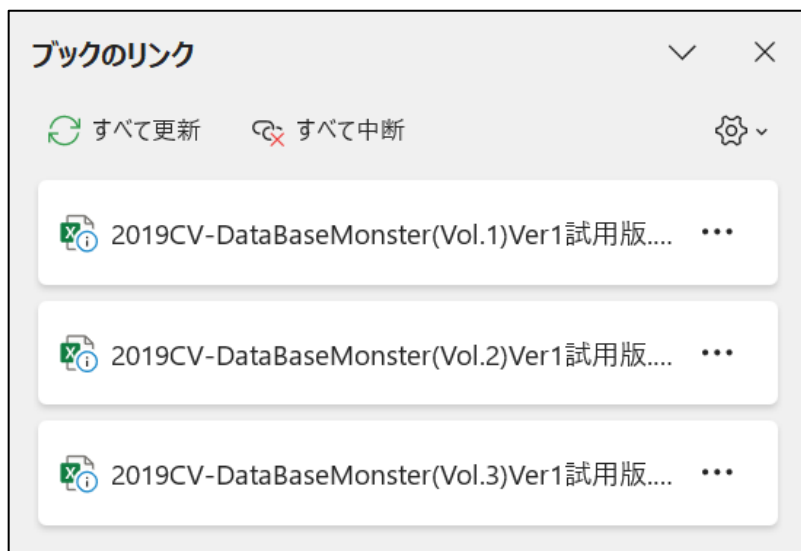 ブックのリンク
すべて更新 すべて中断
2019CV-DataBaseMonster(Vol.1)Ver1試用版....
2019CV-DataBaseMonster(Vol.2)Ver1試用版....
2019CV-DataBaseMonster(Vol.3)Ver1試用版....